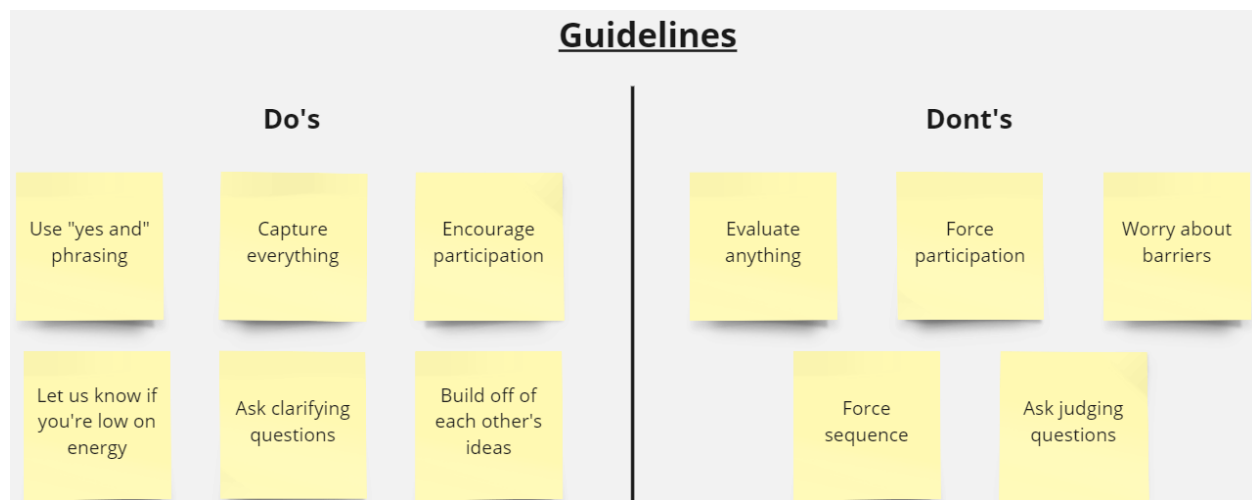 Guidelines
Do's
Use "yes and"
phrasing
Capture
everything
Encourage
participation
Let us know if
you're low on
energy
Ask clarifying
questions
Build off of
each other's
ideas
Dont's
Evaluate
anything
Force
participation
Worry about
barriers
Force
sequence
Ask judging
questions